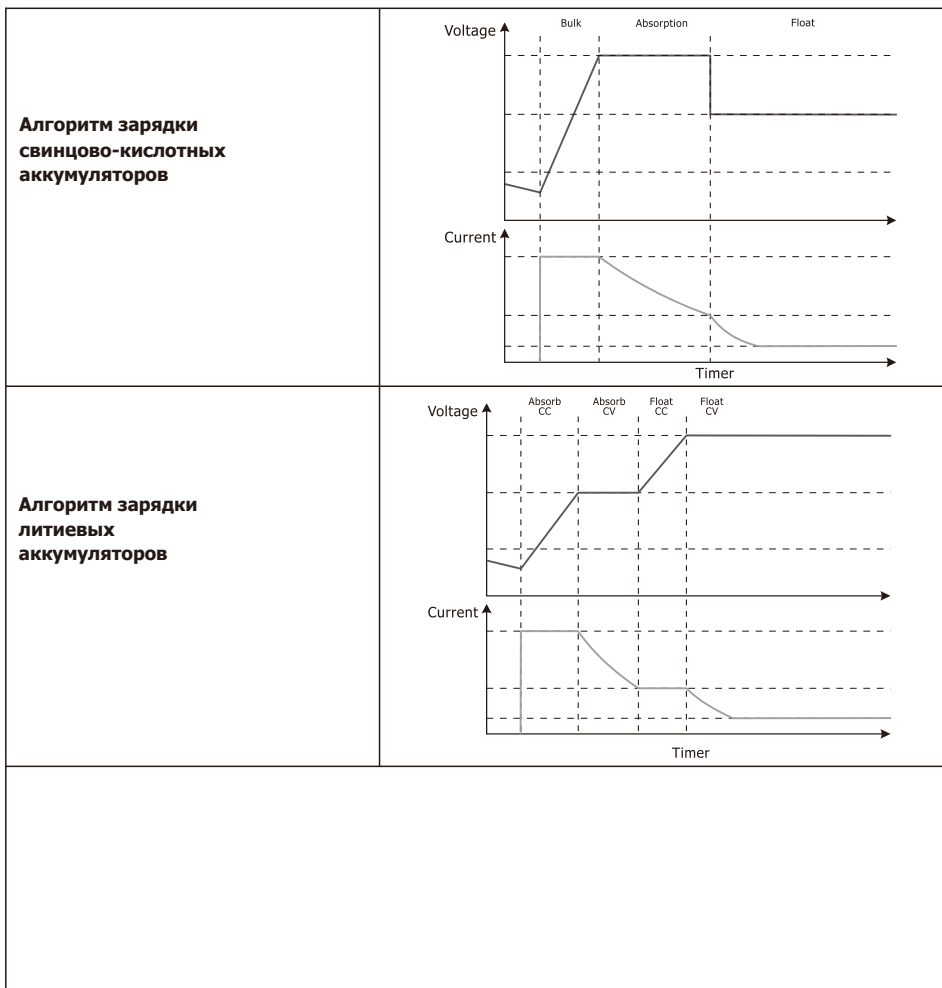 Алгоритм зарядки
свинцово-кислотных
аккумуляторов
Voltage
Bulk
Absorption
Float
Current
Timer
Алгоритм зарядки
литиевых
аккумуляторов
Voltage
Absorb
CC
Absorb
CV
Float
CC
Float
CV
Current
Timer